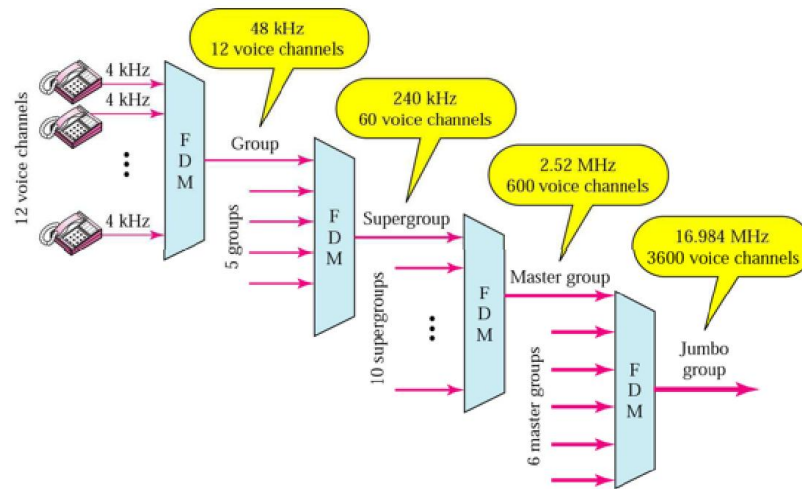 48 kHz
12 voice channels
4 kHz
4 kHz
4 kHz
12 voice channels
F
D
M
Group
240 kHz
60 voice channels
5 groups
F
D
M
Supergroup
2.52 MHz
600 voice channels
10 supergroups
F
D
M
Master group
16.984 MHz
3600 voice channels
6 master groups
F
D
M
Jumbo
group